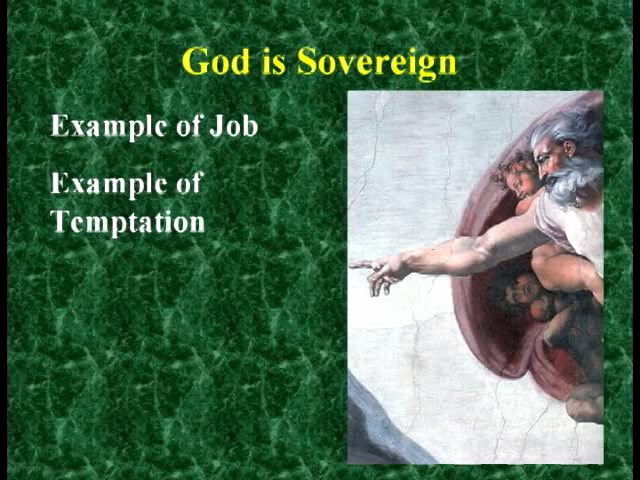 God is Sovereign
Example of Job
Example of
Temptation